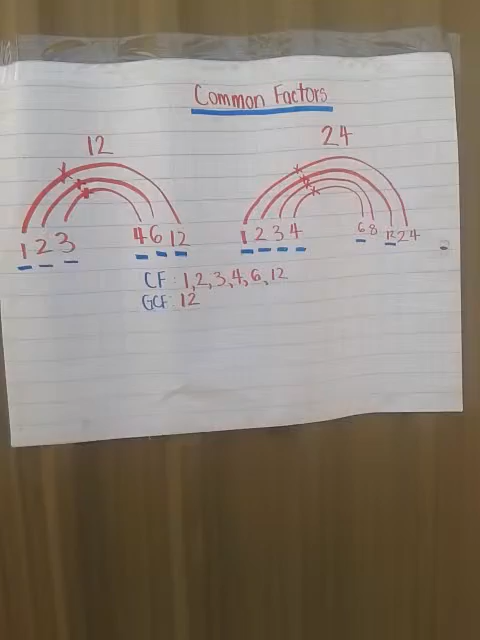 Common Factors
12
24
1 2 3 4 6 12
1 2 3 4 6 8 12 24
CF: 1, 2, 3, 4, 6, 12
GCF: 12